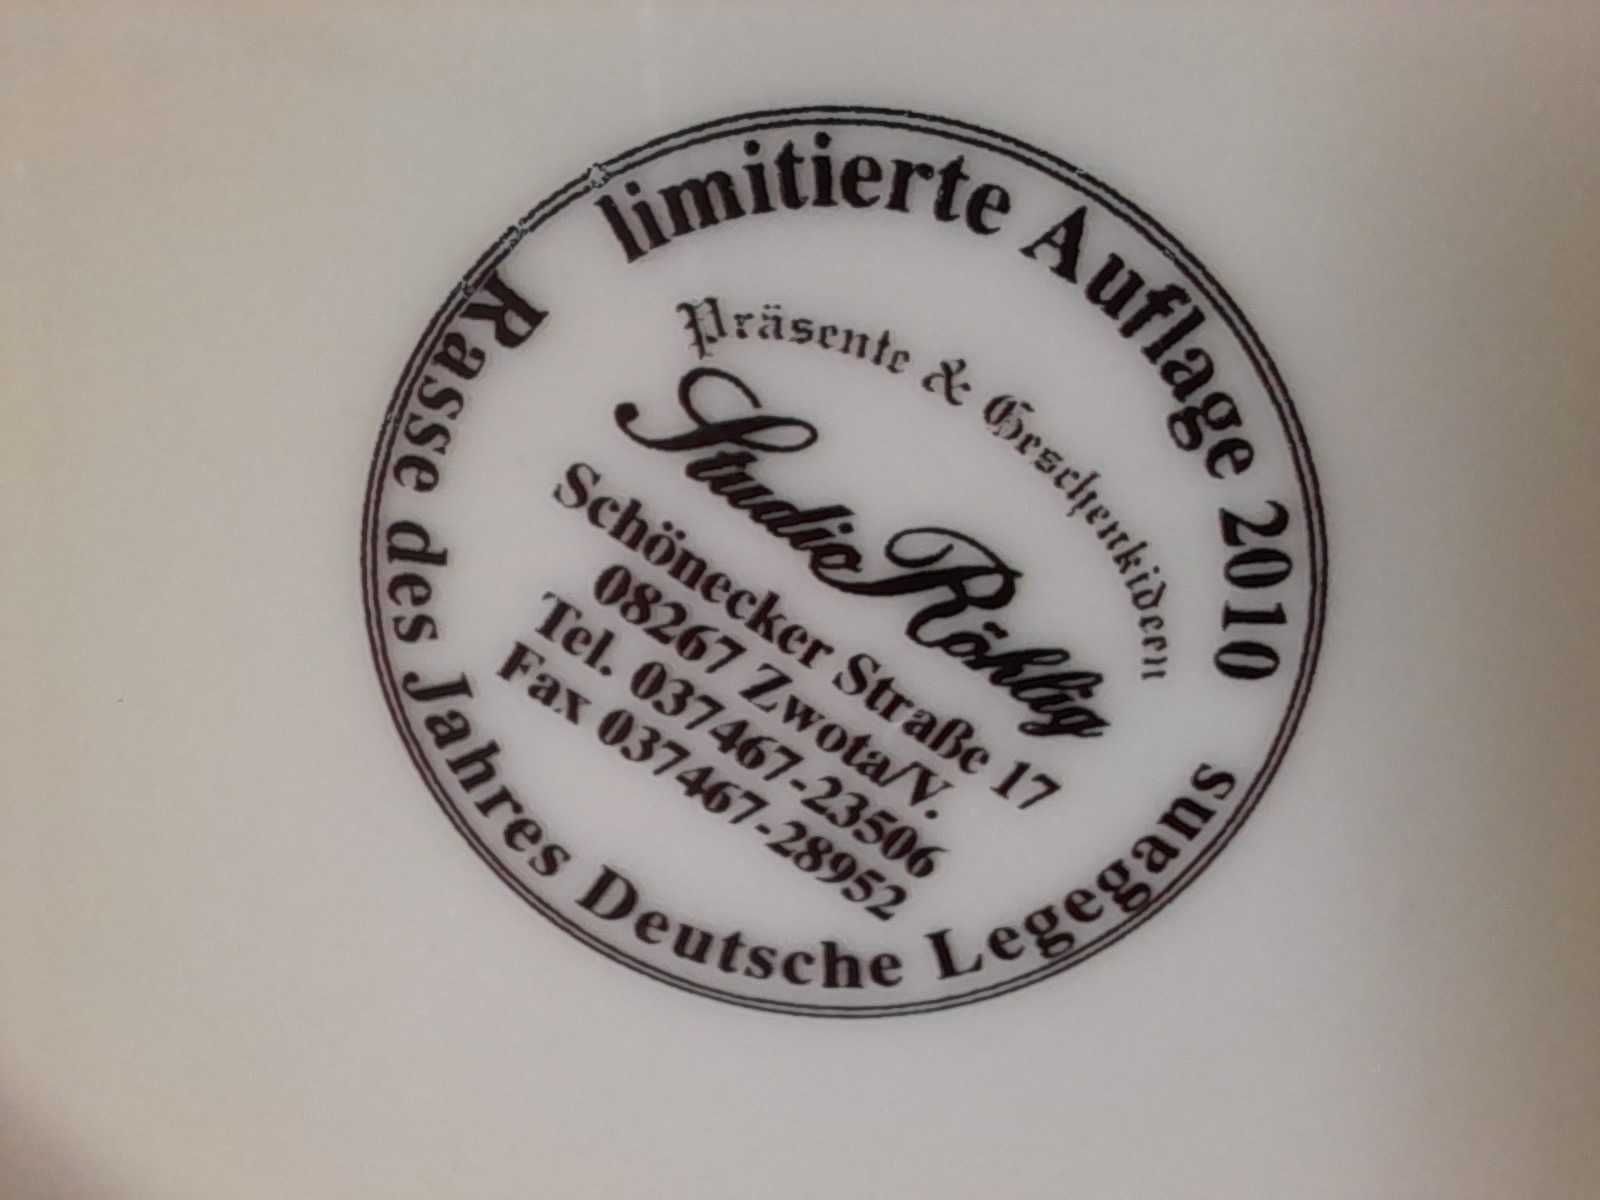 limitierte Auflage 2010
Präsente & Geschenkideen
Studio Röhlig
Schönecker Straße 17
08267 Zwota/V.
Tel. 037467-23506
Fax 037467-28952
Rasse des Jahres Deutsche Legegans